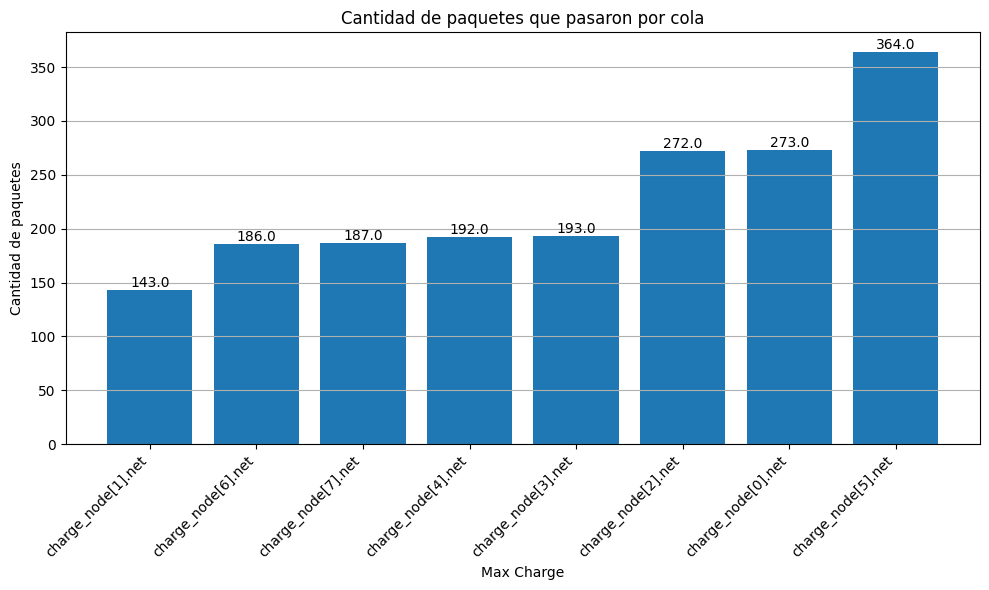 Cantidad de paquetes que pasaron por cola
Cantidad de paquetes
350
300
250
200
150
100
50
0
143.0
186.0
187.0
192.0
193.0
272.0
273.0
364.0
charge_node[1].net
charge_node[6].net
charge_node[7].net
charge_node[4].net
charge_node[3].net
charge_node[2].net
charge_node[0].net
charge_node[5].net
Max Charge